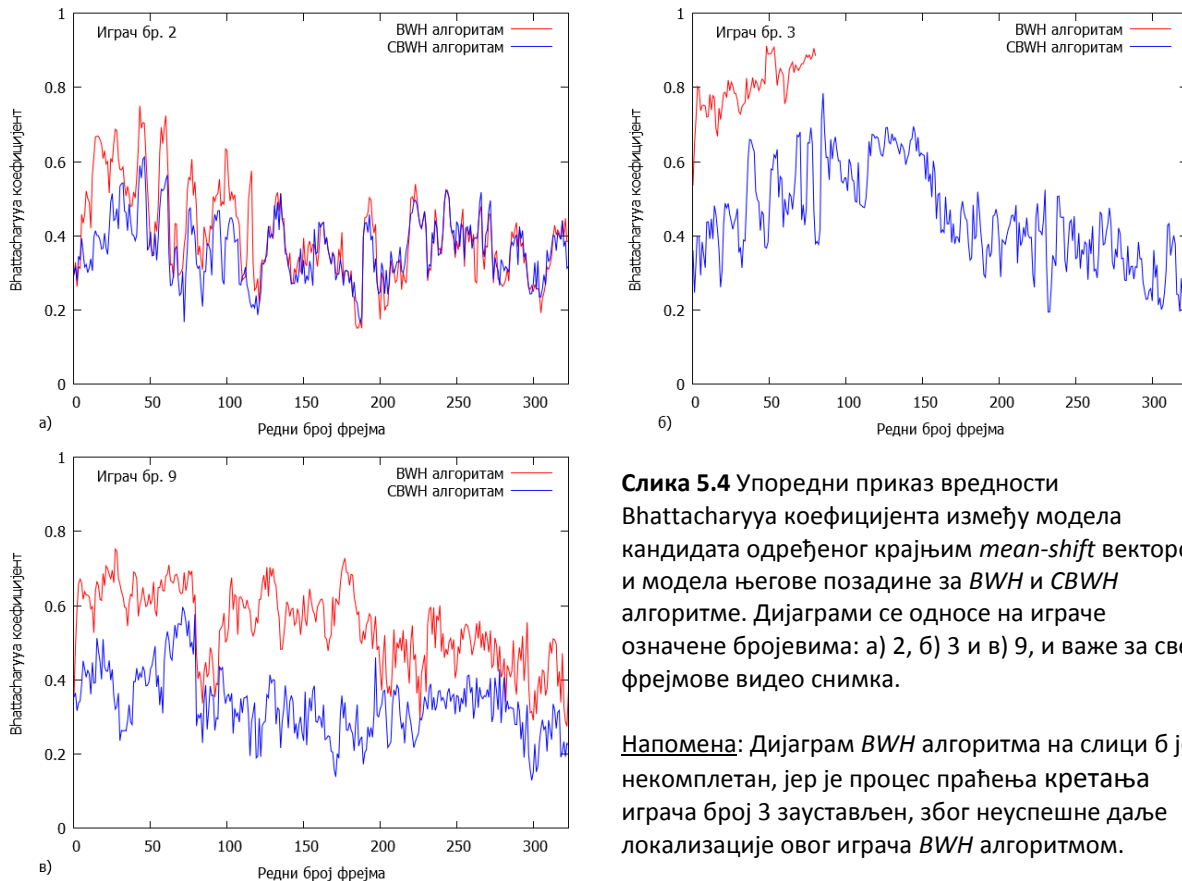 Играч бр. 2
BWH алгоритам
CBWH алгоритам
1
0.8
0.6
0.4
0.2
0
Bhattacharyya коефицијент
0 50 100 150 200 250 300
Редни број фрејма
а)
Играч бр. 3
BWH алгоритам
CBWH алгоритам
1
0.8
0.6
0.4
0.2
0
Bhattacharyya коефицијент
0 50 100 150 200 250 300
Редни број фрејма
б)
Играч бр. 9
BWH алгоритам
CBWH алгоритам
1
0.8
0.6
0.4
0.2
0
Bhattacharyya коефицијент
0 50 100 150 200 250 300
Редни број фрејма
в)
Слика 5.4 Упоредни приказ вредности
Bhattacharyya коефицијента између модела
кандидата одређеног крајњим mean-shift векторо
и модела његове позадине за BWH и CBWH
алгоритме. Дијаграми се односе на играче
означене бројевима: а) 2, б) 3 и в) 9, и важе за све
фрејмове видео снимка.
Напомена: Дијаграм BWH алгоритма на слици б је
некомплетан, јер је процес праћења кретања
играча број 3 заустављен, због неуспешне даље
локализације овог играча BWH алгоритмом.